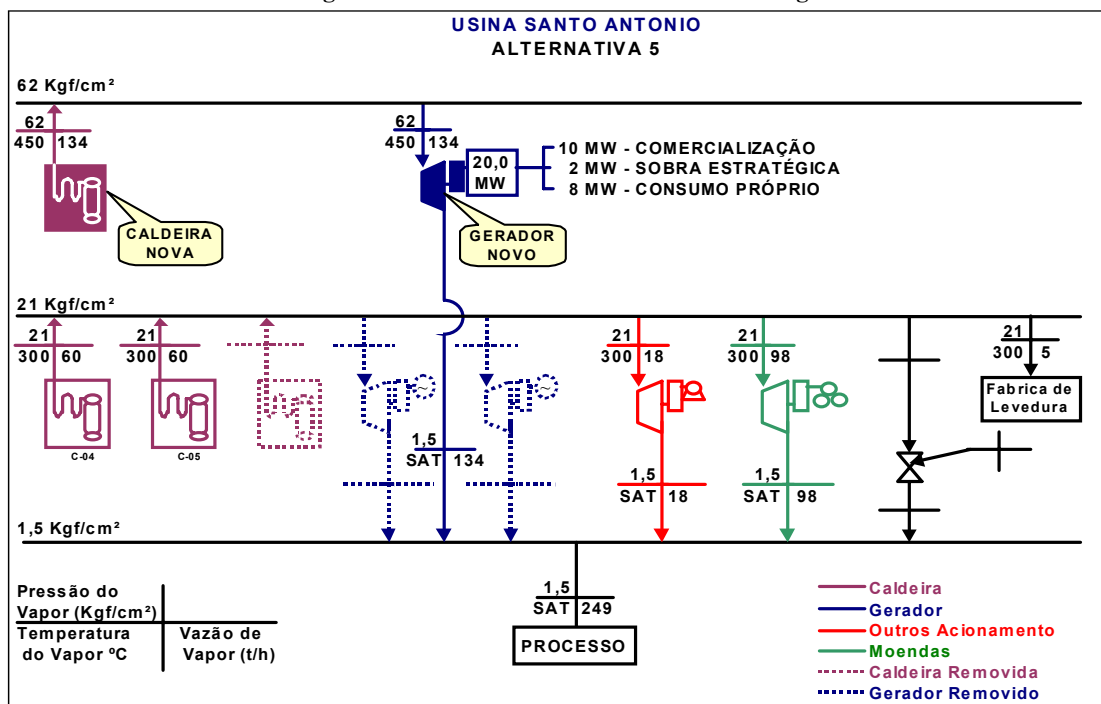 USINA SANTO ANTONIO
ALTERNATIVA 5
62 Kgf/cm²
62
450 134
62
450 134
20,0
MW
10 MW - COMERCIALIZAÇÃO
2 MW - SOBRA ESTRATÉGICA
8 MW - CONSUMO PRÓPRIO
CALDEIRA
NOVA
GERADOR
NOVO
21 Kgf/cm²
21
300 60
21
300 60
21
300 18
21
300 98
21
300 5
Fabrica de
Levedura
C-04
C-05
~
~
1,5
SAT 134
1,5
SAT 18
1,5
SAT 98
1,5 Kgf/cm²
1,5
SAT 249
PROCESSO
Pressão do
Vapor (Kgf/cm²)
Temperatura
do Vapor ºC
Vazão de
Vapor (t/h)
Caldeira
Gerador
Outros Acionamento
Moendas
Caldeira Removida
Gerador Removido